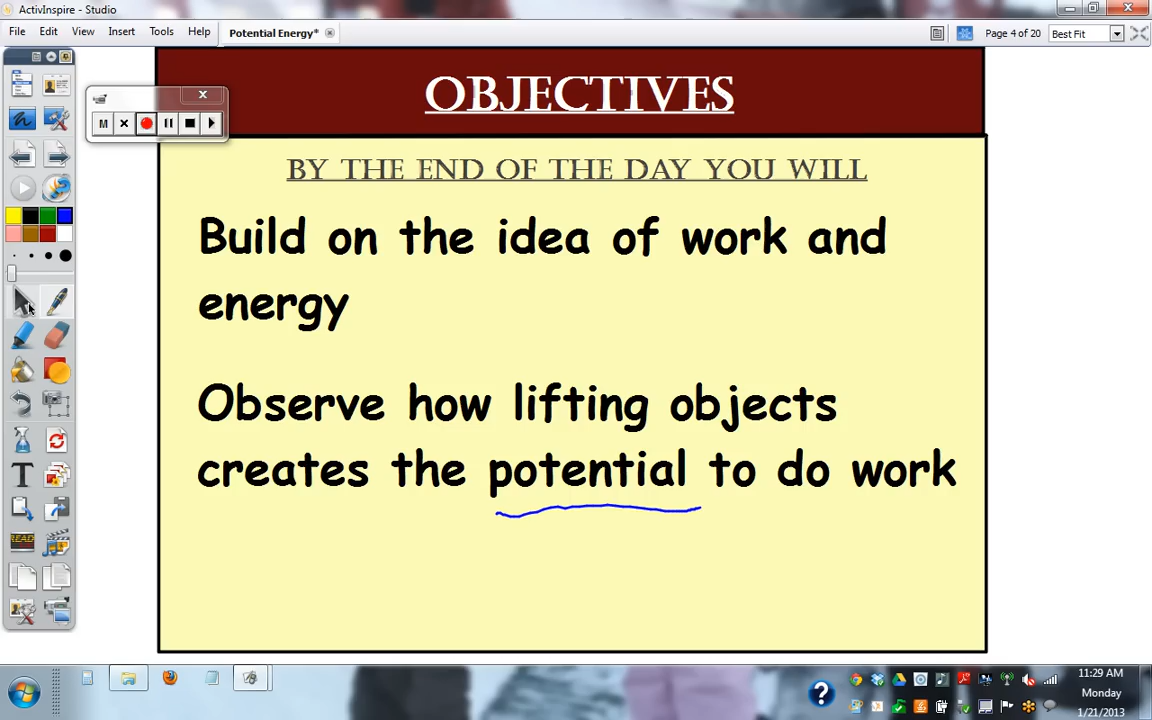 ActivInspire - Studio
File Edit View Insert Tools Help Potential Energy* Page 4 of 20 Best Fit
OBJECTIVES
M
BY THE END OF THE DAY YOU WILL
Build on the idea of work and
energy
Observe how lifting objects
creates the potential to do work
T
READ
11:29 AM
Monday
1/21/2013